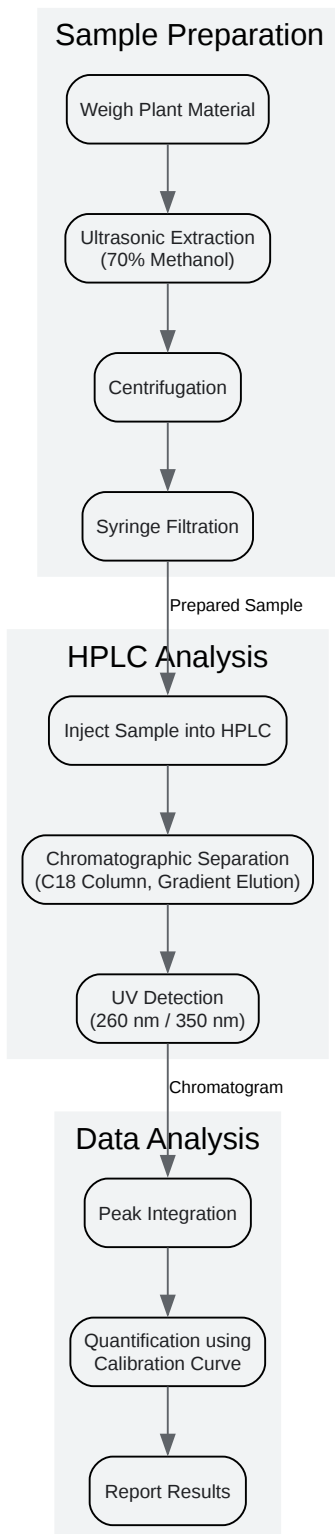 Sample Preparation
Weigh Plant Material
Ultrasonic Extraction
(70% Methanol)
Centrifugation
Syringe Filtration
Prepared Sample
HPLC Analysis
Inject Sample into HPLC
Chromatographic Separation
(C18 Column, Gradient Elution)
UV Detection
(260 nm / 350 nm)
Chromatogram
Data Analysis
Peak Integration
Quantification using
Calibration Curve
Report Results